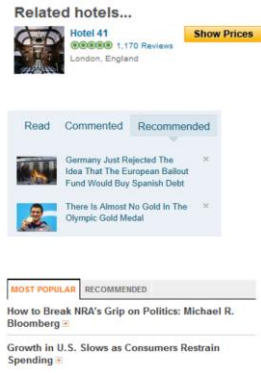 Related hotels...
Hotel 41
Show Prices
1,170 Reviews
London, England
Read Commented Recommended
Germany Just Rejected The
Idea That The European Bailout
Fund Would Buy Spanish Debt
There Is Almost No Gold In The
Olympic Gold Medal
MOST POPULAR RECOMMENDED
How to Break NRA's Grip on Politics: Michael R.
Bloomberg
Growth in U.S. Slows as Consumers Restrain
Spending